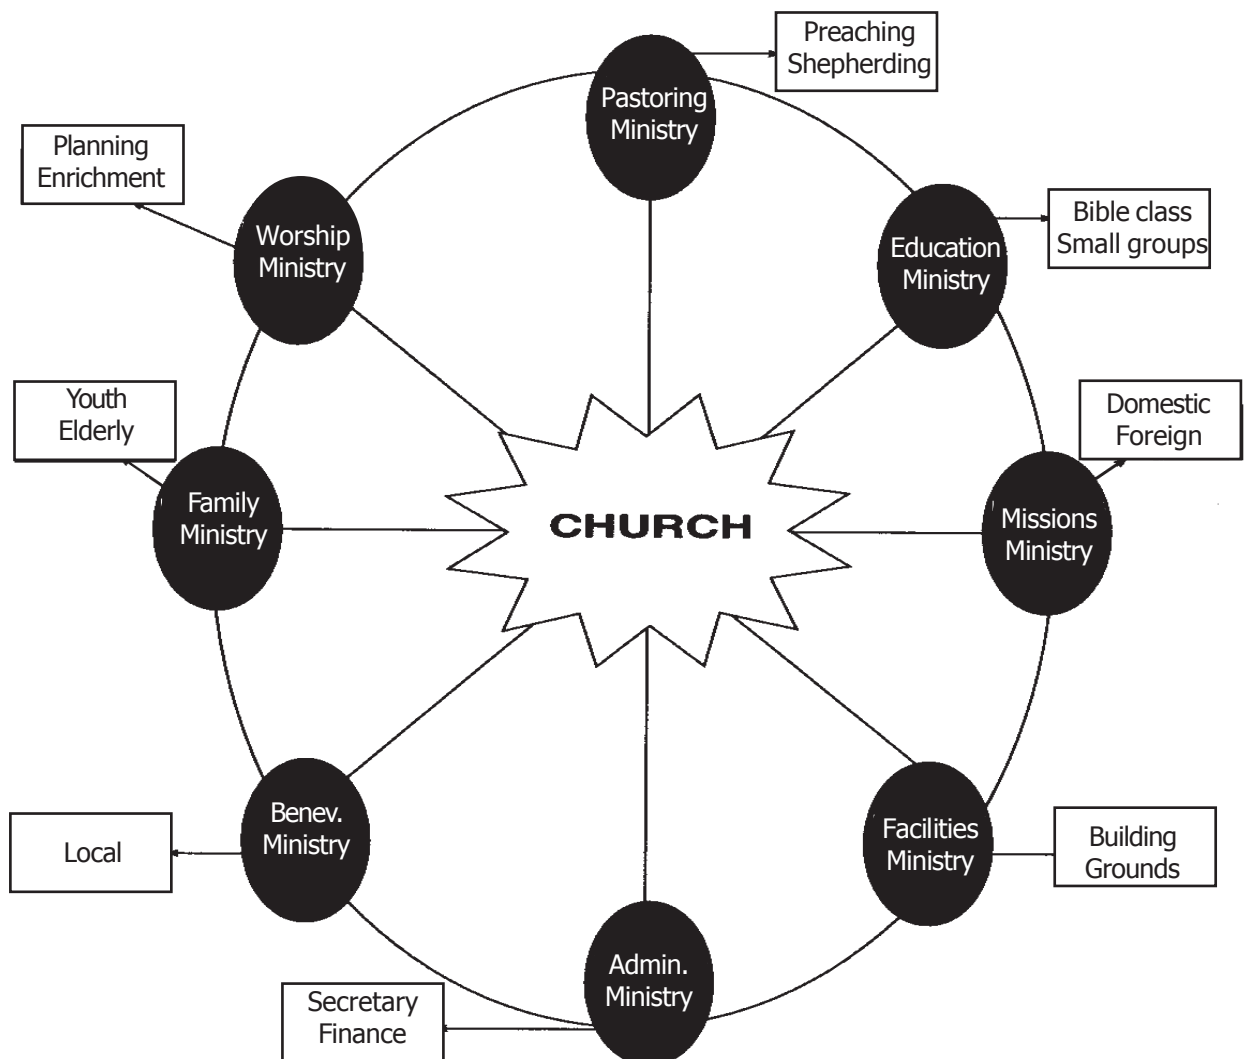 Preaching
Shepherding
Pastoring
Ministry
Planning
Enrichment
Worship
Ministry
Bible class
Small groups
Education
Ministry
Youth
Elderly
Family
Ministry
Domestic
Foreign
Missions
Ministry
CHURCH
Benev.
Ministry
Local
Facilities
Ministry
Building
Grounds
Admin.
Ministry
Secretary
Finance